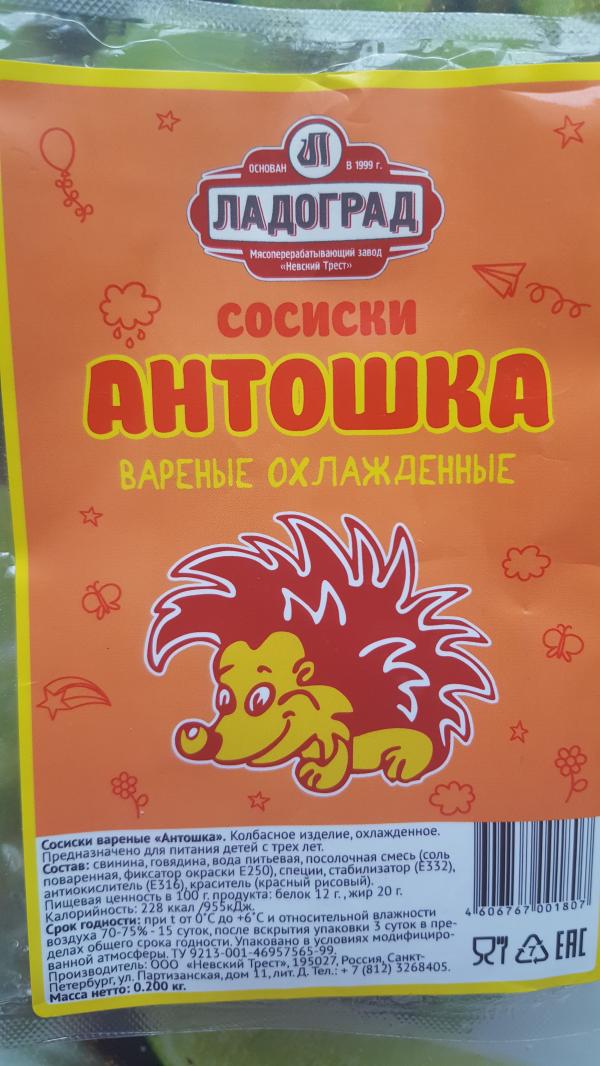 ОСНОВАН В 1999 г.
ЛАДОГРАД
Мясоперерабатывающий завод
«Невский Трест»
СОСИСКИ
АНТОШКА
ВАРЕНЫЕ ОХЛАЖДЕННЫЕ
Сосиски вареные «Антошка». Колбасное изделие, охлажденное.
Предназначено для питания детей с трех лет.
Состав: свинина, говядина, вода питьевая, посолочная смесь (соль
поваренная, фиксатор окраски Е250), специи, стабилизатор (Е332),
антиокислитель (Е316), краситель (красный рисовый).
Пищевая ценность в 100 г. продукта: белок 12 г., жир 20 г.
Калорийность: 228 ккал /955кДж.
Срок годности: при t от 0°С до +6°С и относительной влажности
воздуха 70-75% - 15 суток, после вскрытия упаковки 3 суток в пре-
делах общего срока годности. Упаковано в условиях модифициро-
ванной атмосферы. ТУ 9213-001-46957565-99.
Производитель: ООО «Невский Трест», 195027, Россия, Санкт-
Петербург, ул. Партизанская, дом 11, лит. Д. Тел.: + 7 (812) 3268405.
Масса нетто: 0.200 кг.
4 606767 001807
7
EAC